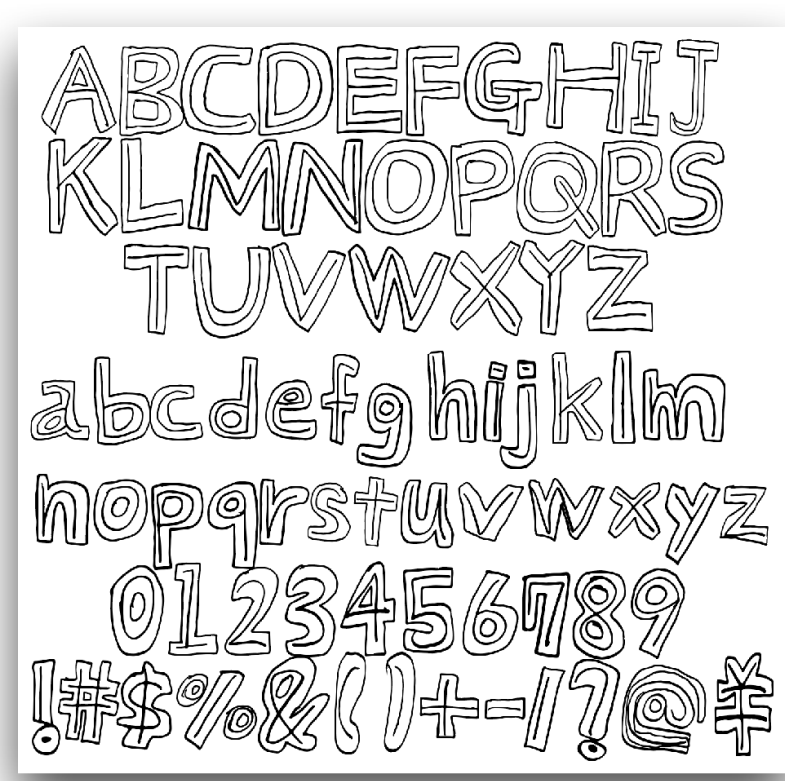 ABCDEFGHIJ
KLMNOPQRS
TUVWXYZ
abcdefghijklm
nopqrstuvwxyz
0123456789
!#$%&()+-/?@¥